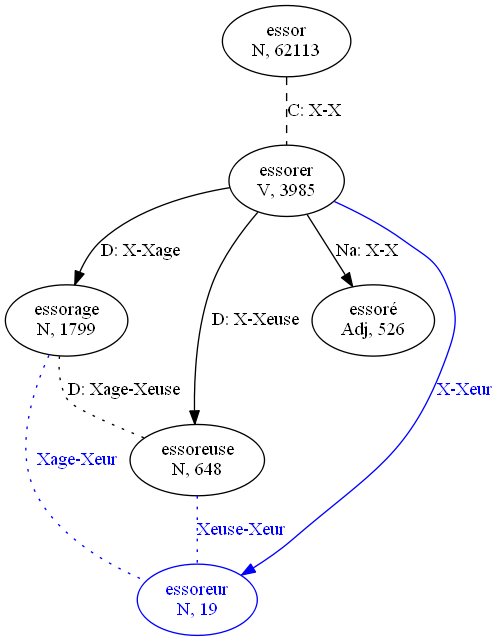 essor
N, 62113
C: X-X
essorer
V, 3985
D: X-Xage
Na: X-X
essorage
N, 1799
D: X-Xeuse
essoré
Adj, 526
D: Xage-Xeuse
X-Xeur
essoreuse
N, 648
Xage-Xeur
Xeuse-Xeur
essoreur
N, 19